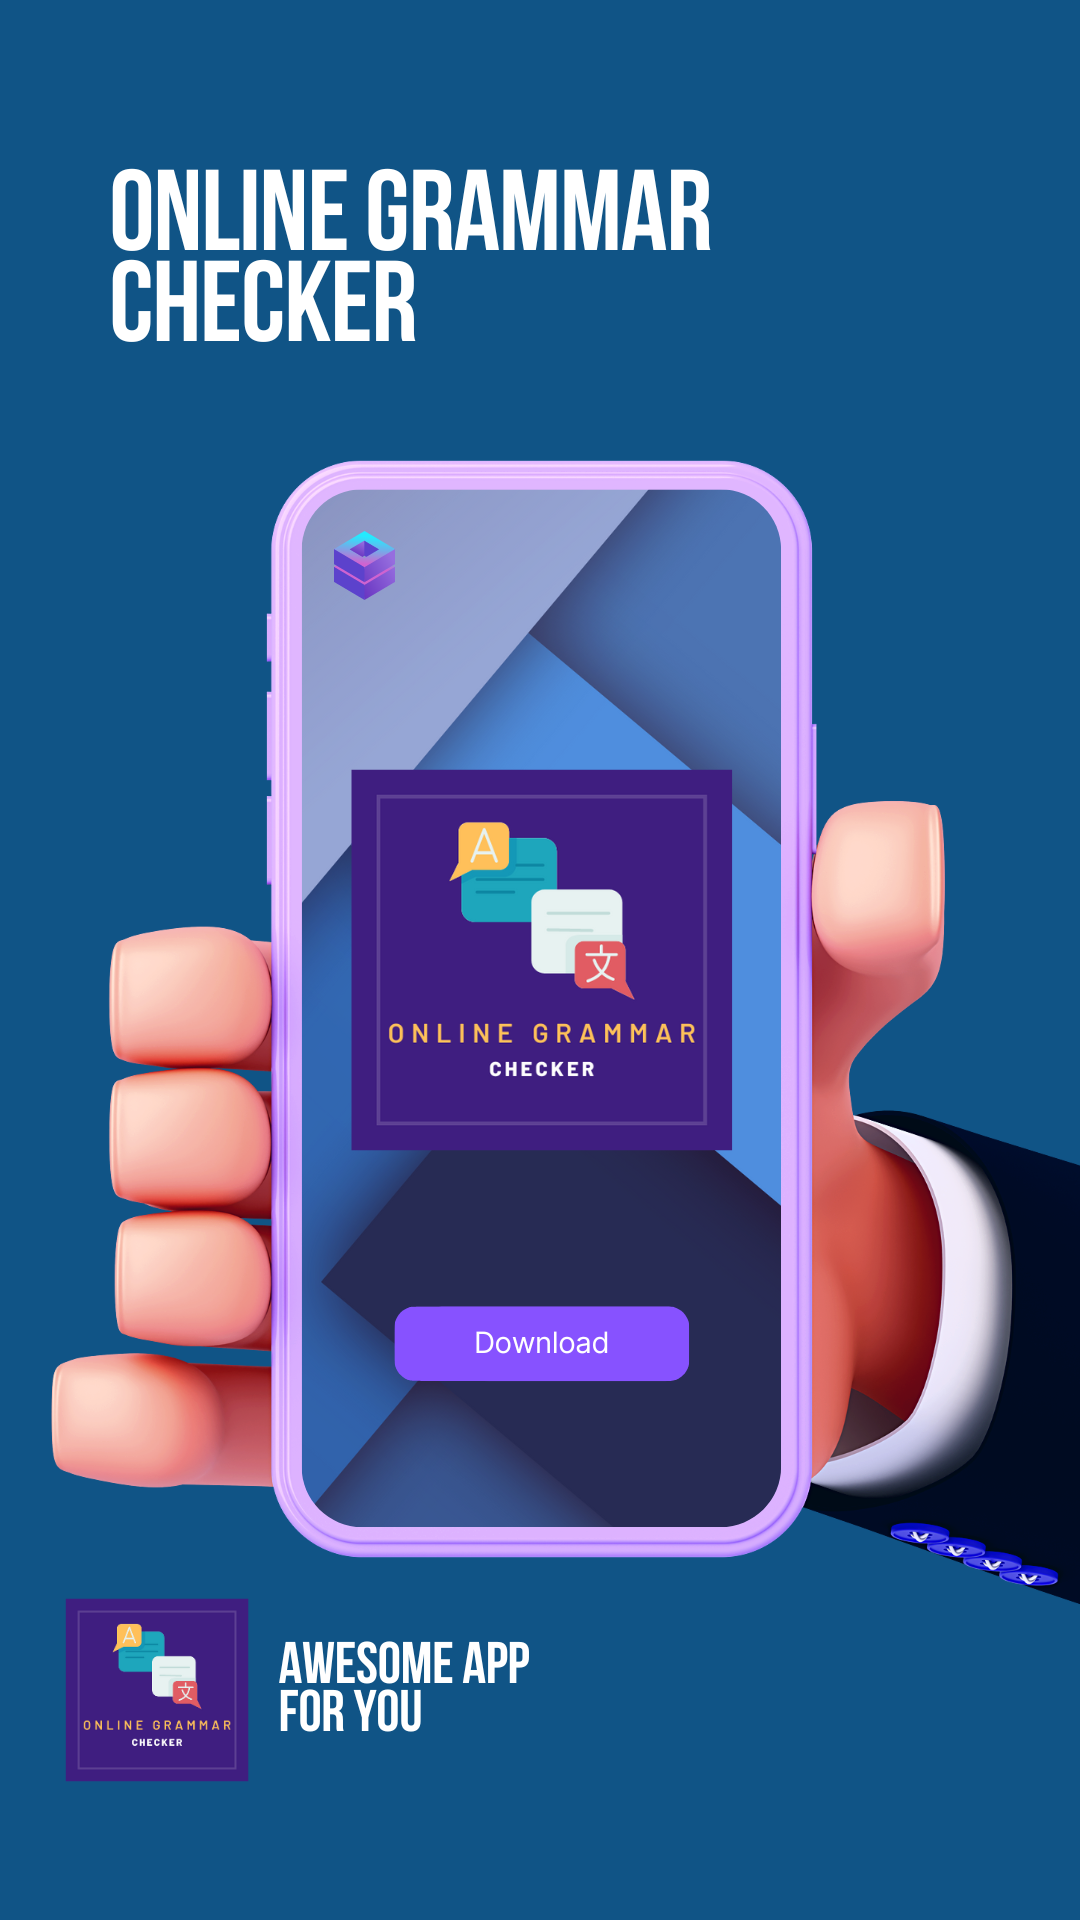 ONLINE GRAMMAR
CHECKER
A
文
ONLINE GRAMMAR
CHECKER
Download
A
文
ONLINE GRAMMAR
CHECKER
AWESOME APP
FOR YOU